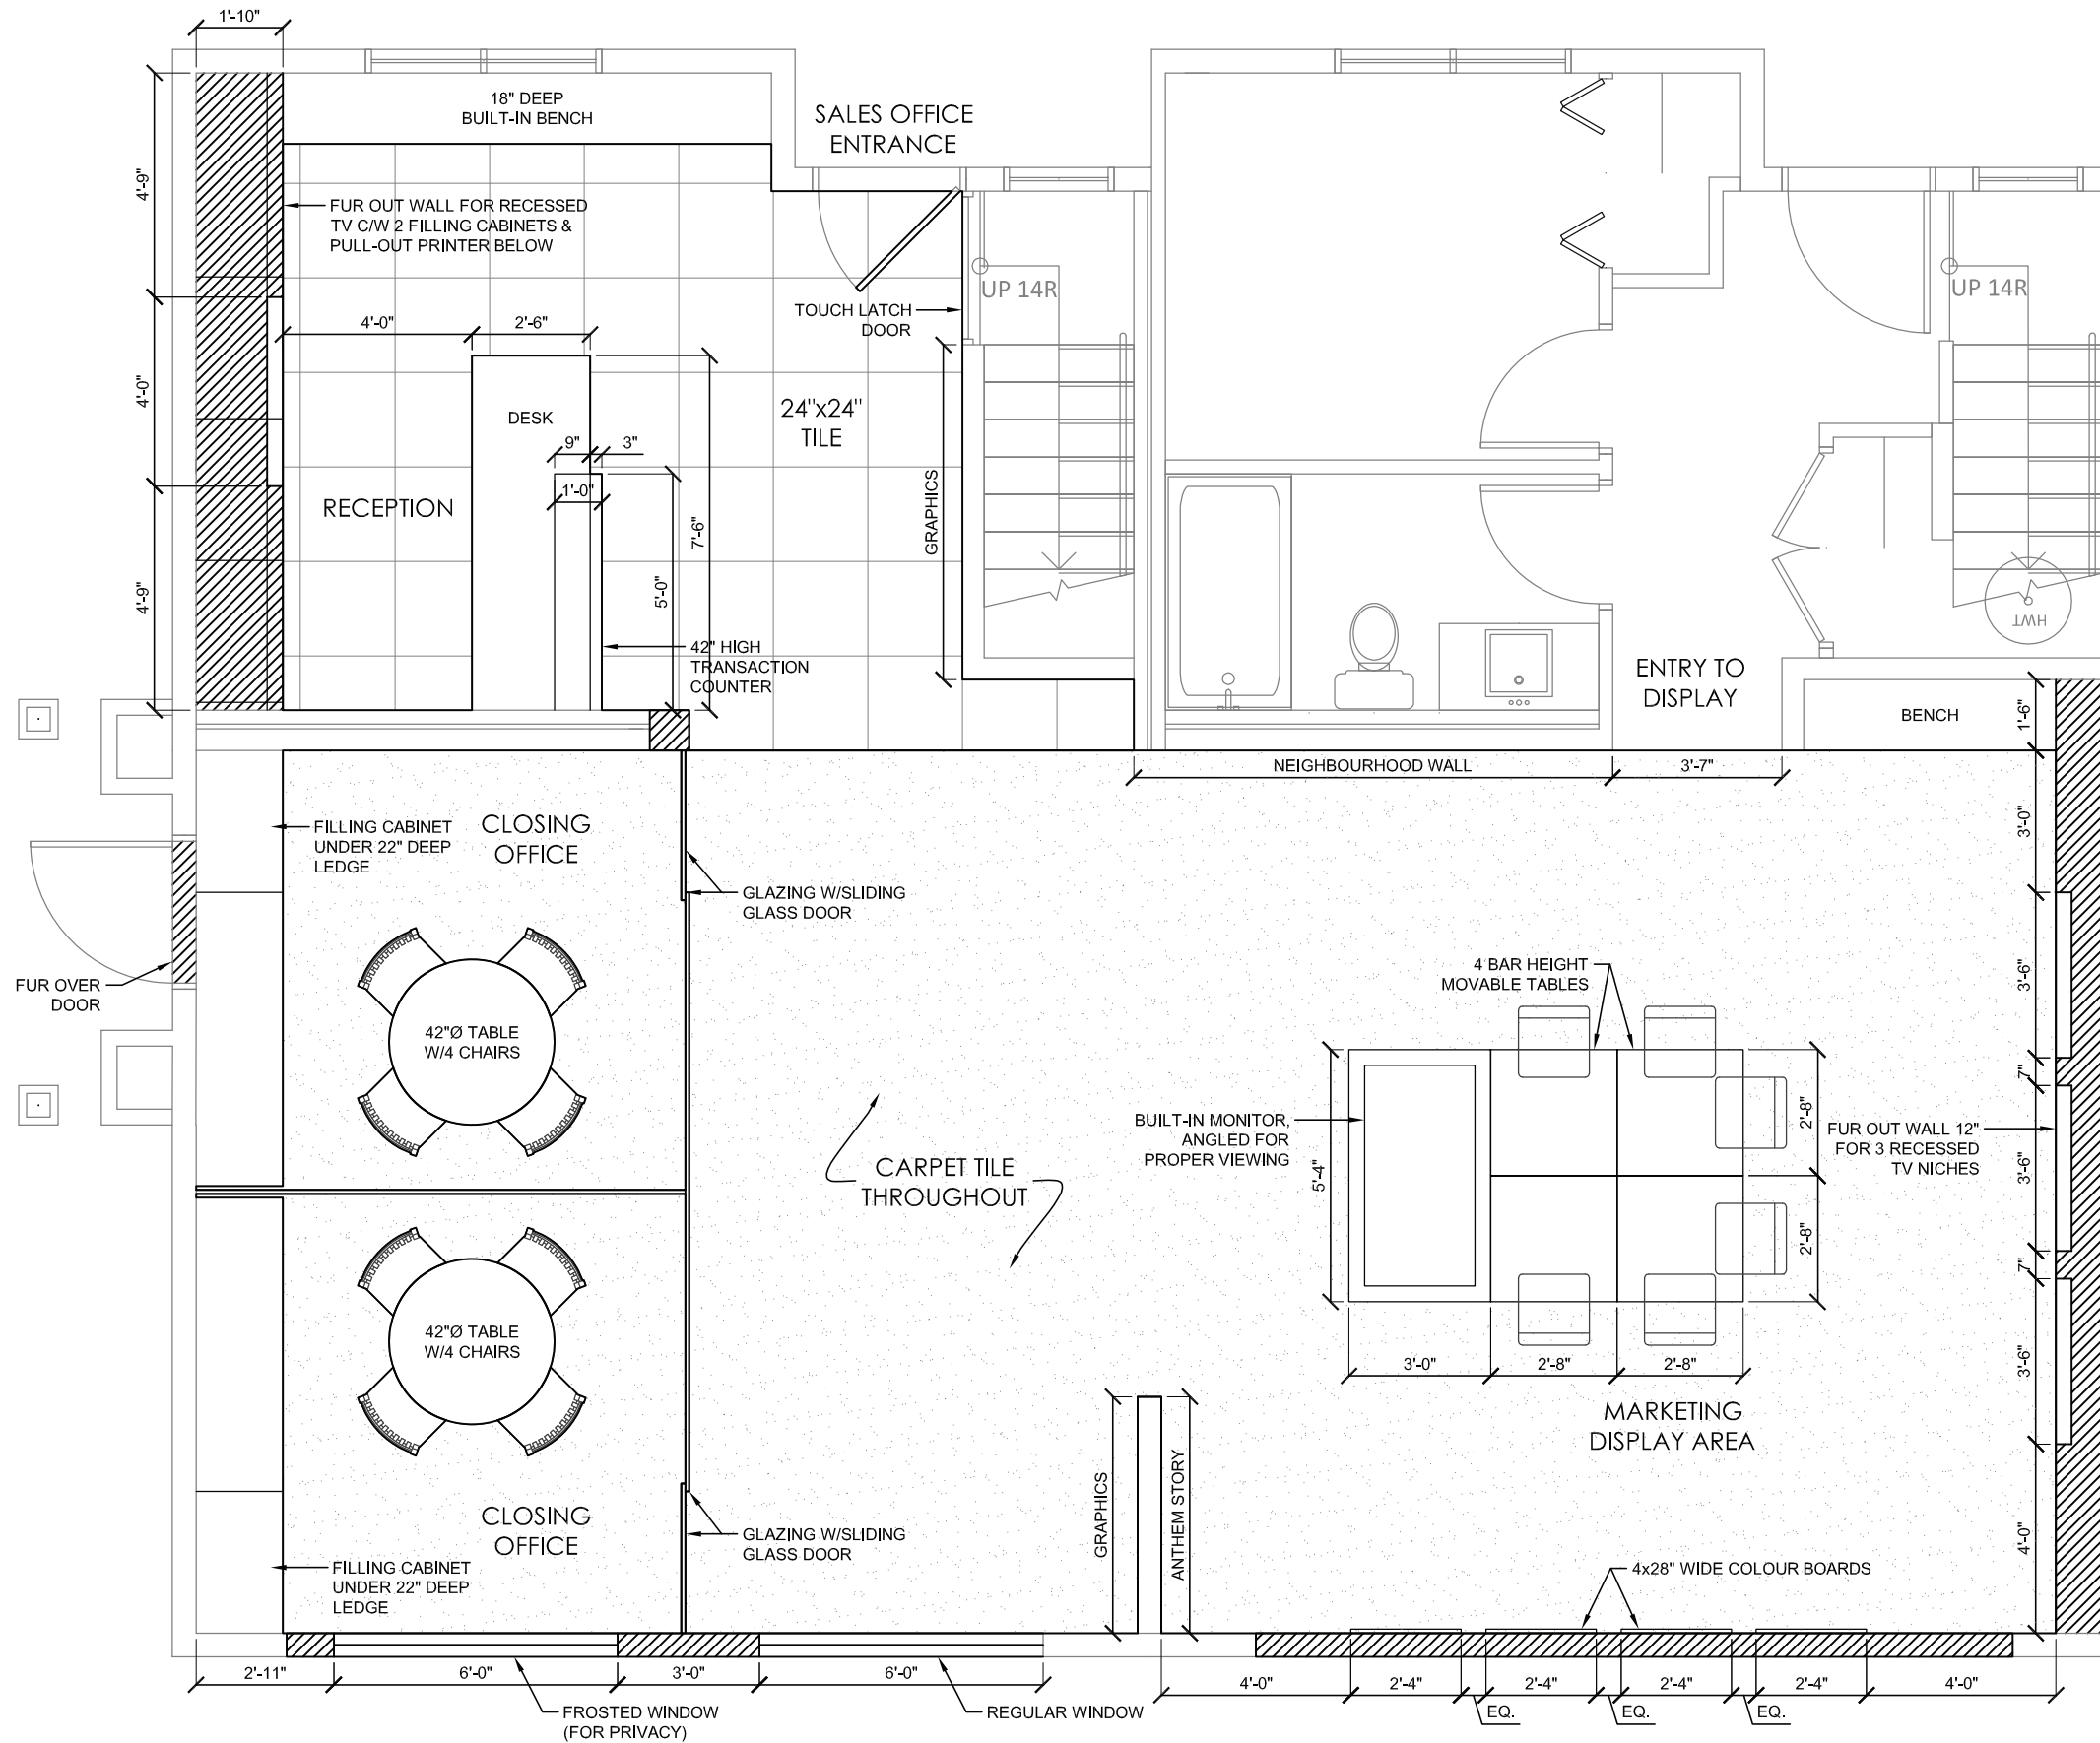 1'-10"
18" DEEP
BUILT-IN BENCH
SALES OFFICE
ENTRANCE
4'-9"
FUR OUT WALL FOR RECESSED
TV C/W 2 FILLING CABINETS &
PULL-OUT PRINTER BELOW
UP 14R
UP 14R
TOUCH LATCH
DOOR
4'-0"
2'-6"
4'-0"
DESK
24"x24"
TILE
9"
3"
1'-0"
RECEPTION
GRAPHICS
7'-6"
5'-0"
4'-9"
HWT
42" HIGH
TRANSACTION
COUNTER
ENTRY TO
DISPLAY
BENCH
1'-6"
NEIGHBOURHOOD WALL
3'-7"
FILLING CABINET
UNDER 22" DEEP
LEDGE
CLOSING
OFFICE
3'-0"
GLAZING W/SLIDING
GLASS DOOR
FUR OVER
DOOR
4 BAR HEIGHT
MOVABLE TABLES
3'-6"
42"Ø TABLE
W/4 CHAIRS
7"
BUILT-IN MONITOR,
ANGLED FOR
PROPER VIEWING
2'-8"
FUR OUT WALL 12"
FOR 3 RECESSED
TV NICHES
3'-6"
5'-4"
CARPET TILE
THROUGHOUT
2'-8"
7"
42"Ø TABLE
W/4 CHAIRS
3'-0"
2'-8"
2'-8"
3'-6"
MARKETING
DISPLAY AREA
CLOSING
OFFICE
GLAZING W/SLIDING
GLASS DOOR
GRAPHICS
ANTHEM STORY
4'-0"
FILLING CABINET
UNDER 22" DEEP
LEDGE
4x28" WIDE COLOUR BOARDS
2'-11"
6'-0"
3'-0"
6'-0"
4'-0"
2'-4"
2'-4"
2'-4"
2'-4"
4'-0"
EQ.
EQ.
EQ.
FROSTED WINDOW
(FOR PRIVACY)
REGULAR WINDOW